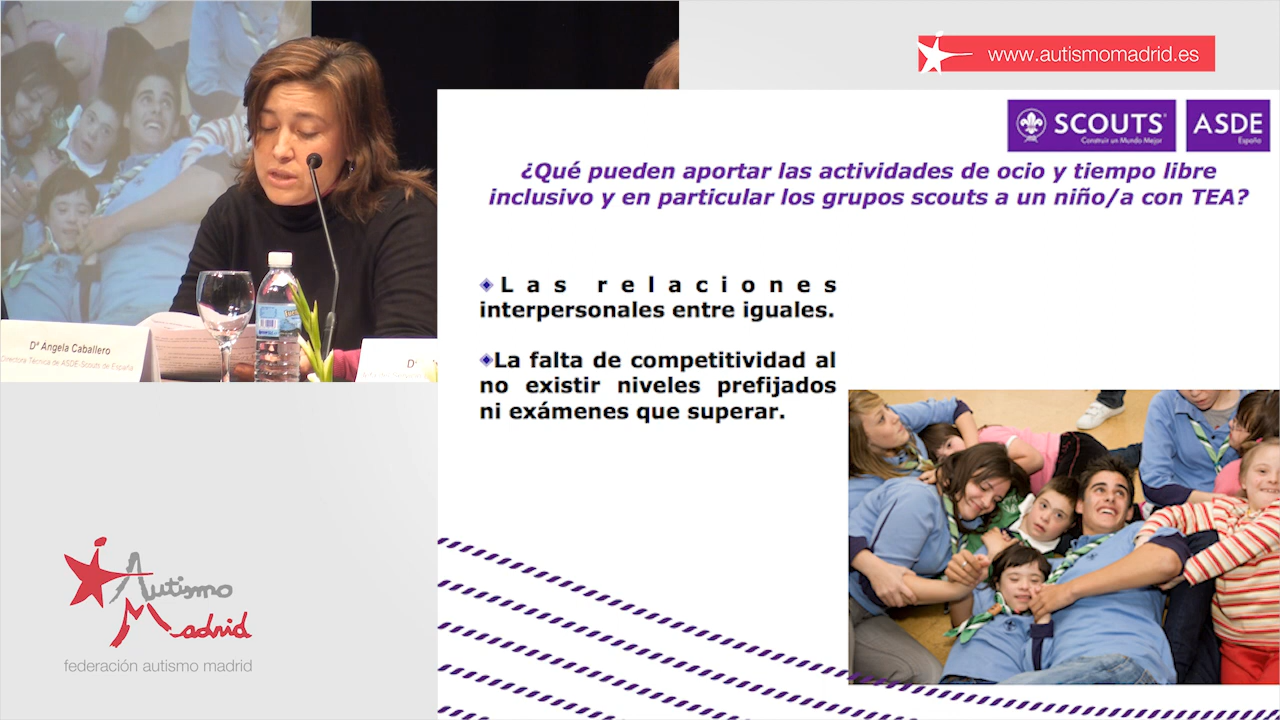 www.autismomadrid.es
SCOUTS
Construir un Mundo Mejor
ASDE
España
¿Qué pueden aportar las actividades de ocio y tiempo libre
inclusivo y en particular los grupos scouts a un niño/a con TEA?
Las relaciones
interpersonales entre iguales.
La falta de competitividad al
no existir niveles prefijados
ni exámenes que superar.
Dª Angela Caballero
Directora Técnica de ASDE-Scouts de España
Dª
Autismo
Madrid
federación autismo madrid